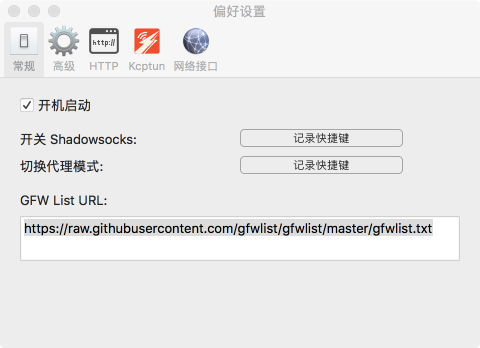 偏好设置
http://
常规 高级 HTTP Kcptun 网络接口
开机启动
开关 Shadowsocks: 记录快捷键
切换代理模式: 记录快捷键
GFW List URL:
https://raw.githubusercontent.com/gfwlist/gfwlist/master/gfwlist.txt